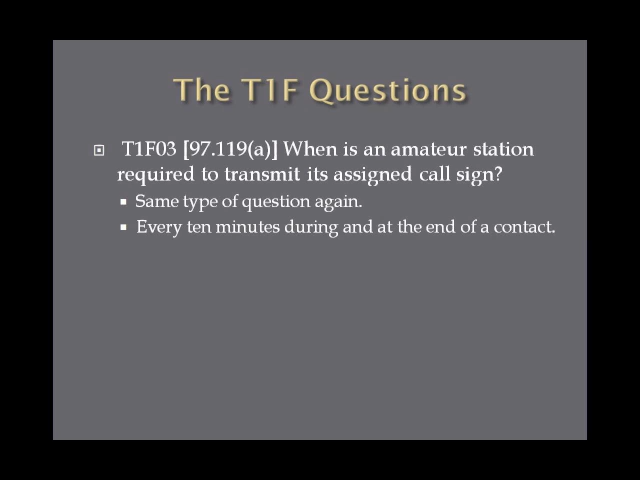 The T1F Questions
T1F03 [97.119(a)] When is an amateur station
required to transmit its assigned call sign?
Same type of question again.
Every ten minutes during and at the end of a contact.